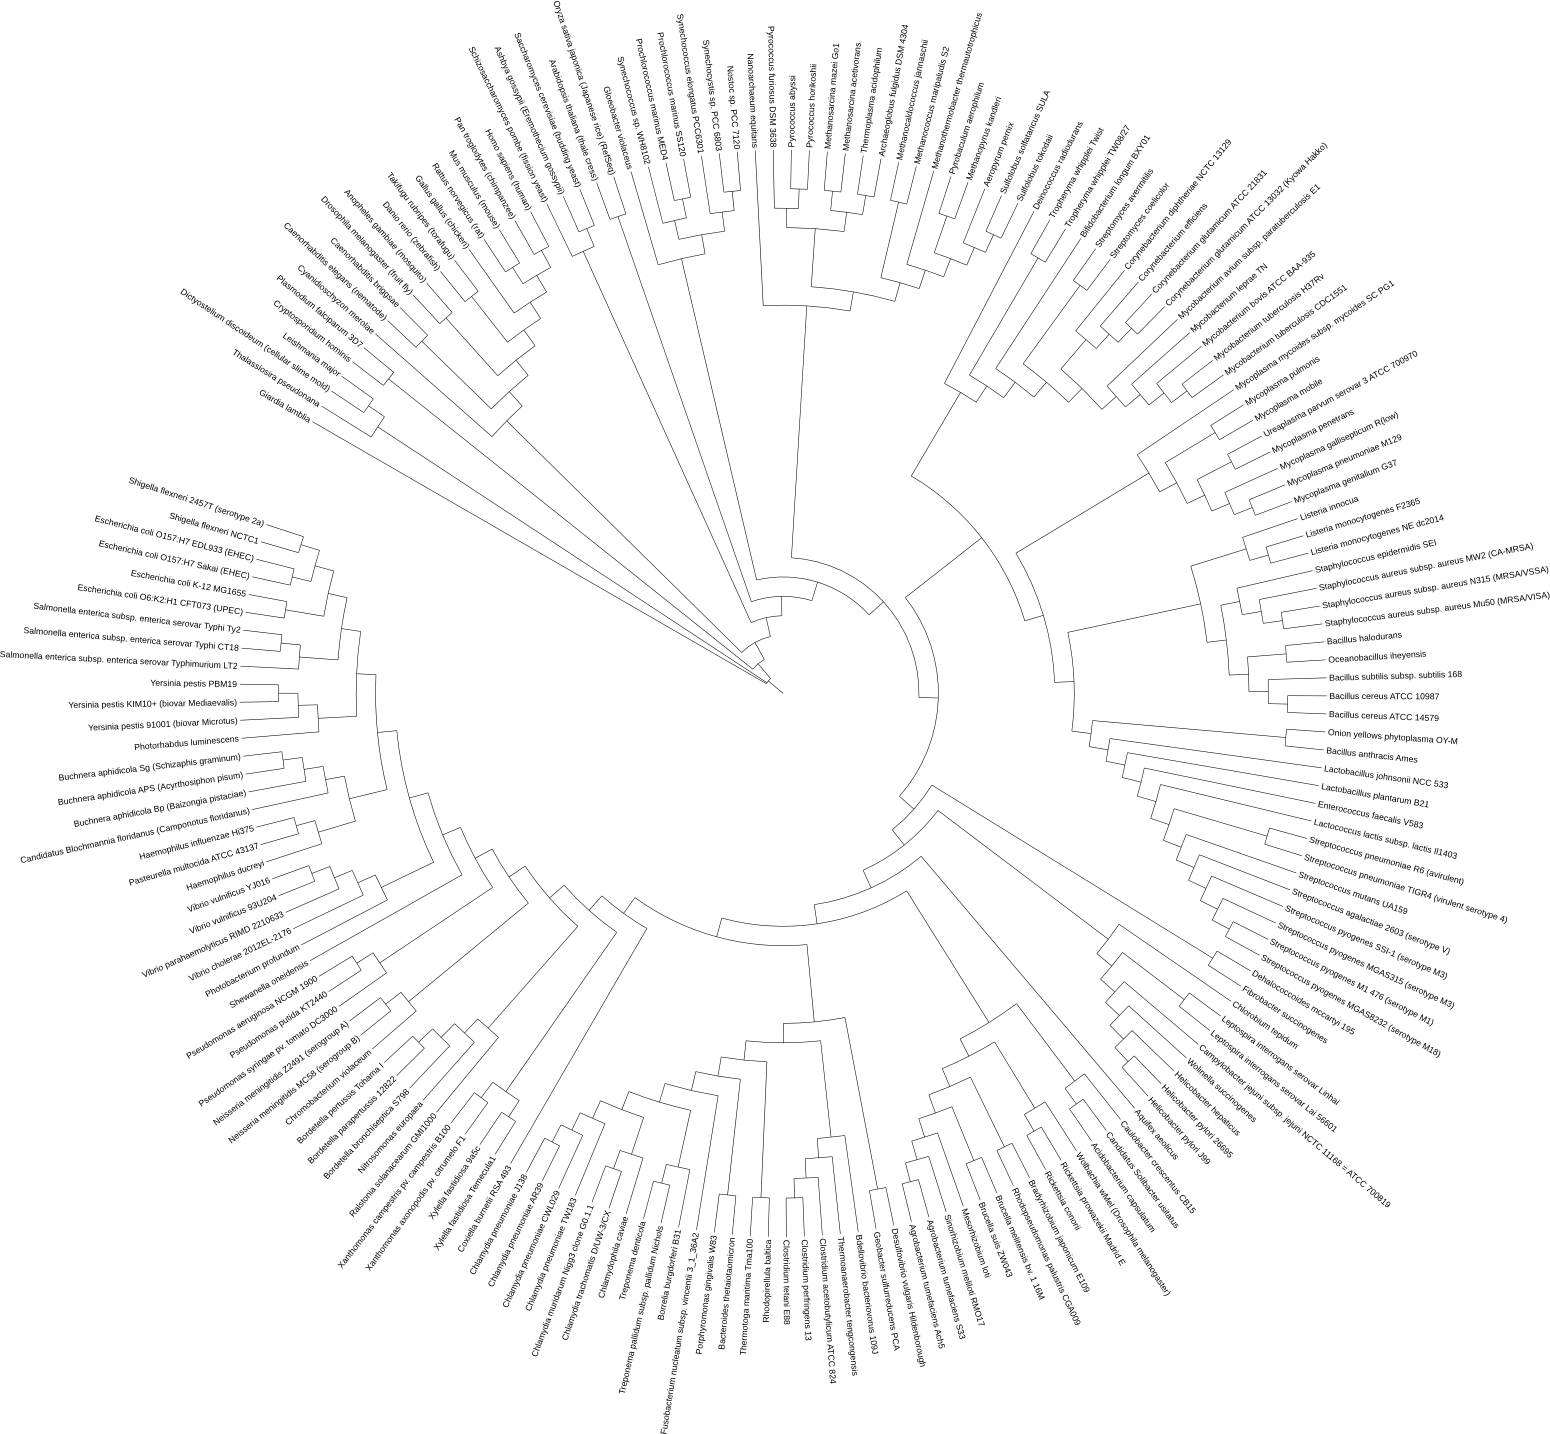 Oryza sativa japonica (Japanese rice) (RefSeq)
Gloeobacter violaceus
Synechococcus sp. WH8102
Prochlorococcus marinus MED4
Prochlorococcus marinus SS120
Synechococcus elongatus PCC6301
Synechocystis sp. PCC 6803
Nostoc sp. PCC 7120
Nanoarchaeum equitans
Pyrococcus furiosus DSM 3638
Pyrococcus abyssi
Pyrococcus horikoshii
Methanosarcina mazei Go1
Methanosarcina acetivorans
Thermoplasma acidophilum
Archaeoglobus fulgidus DSM 4304
Methanocaldococcus jannaschii
Methanococcus maripaludis S2
Methanothermobacter thermautotrophicus
Pyrobaculum aerophilum
Methanopyrus kandleri
Aeropyrum pernix
Sulfolobus solfataricus SULA
Sulfolobus tokodaii
Deinococcus radiodurans
Tropheryma whipplei Twist
Tropheryma whipplei TW08/27
Bifidobacterium longum BXY01
Streptomyces avermitilis
Streptomyces coelicolor
Corynebacterium diphtheriae NCTC 13129
Corynebacterium efficiens
Corynebacterium glutamicum ATCC 21831
Corynebacterium glutamicum ATCC 13032 (Kyowa Hakko)
Mycobacterium avium subsp. paratuberculosis E1
Mycobacterium leprae TN
Mycobacterium bovis ATCC BAA-935
Mycobacterium tuberculosis H37Rv
Mycobacterium tuberculosis CDC1551
Mycoplasma mycoides subsp. mycoides SC PG1
Mycoplasma pulmonis
Mycoplasma mobile
Ureaplasma parvum serovar 3 ATCC 700970
Mycoplasma penetrans
Mycoplasma gallisepticum R(low)
Mycoplasma pneumoniae M129
Mycoplasma genitalium G37
Listeria innocua
Listeria monocytogenes F2365
Listeria monocytogenes NE dc2014
Staphylococcus epidermidis SEI
Staphylococcus aureus subsp. aureus MW2 (CA-MRSA)
Staphylococcus aureus subsp. aureus N315 (MRSA/VSSA)
Staphylococcus aureus subsp. aureus Mu50 (MRSA/VISA)
Bacillus halodurans
Oceanobacillus iheyensis
Bacillus subtilis subsp. subtilis 168
Bacillus cereus ATCC 10987
Bacillus cereus ATCC 14579
Onion yellows phytoplasma OY-M
Bacillus anthracis Ames
Lactobacillus johnsonii NCC 533
Lactobacillus plantarum B21
Enterococcus faecalis V583
Lactococcus lactis subsp. lactis Il1403
Streptococcus pneumoniae R6 (avirulent)
Streptococcus pneumoniae TIGR4 (virulent serotype 4)
Streptococcus mutans UA159
Streptococcus agalactiae 2603 (serotype V)
Streptococcus pyogenes SSI-1 (serotype M3)
Streptococcus pyogenes MGAS315 (serotype M3)
Streptococcus pyogenes M1 476 (serotype M1)
Streptococcus pyogenes MGAS8232 (serotype M18)
Dehalococcoides mccartyi 195
Fibrobacter succinogenes
Chlorobium tepidum
Leptospira interrogans serovar Linhai
Leptospira interrogans serovar Lai 56601
Campylobacter jejuni subsp. jejuni NCTC 11168 = ATCC 700819
Wolinella succinogenes
Helicobacter hepaticus
Helicobacter pylori 26695
Helicobacter pylori J99
Aquifex aeolicus
Caulobacter crescentus CB15
Candidatus Solibacter usitatus
Acidobacterium capsulatum
Wolbachia wMel (Drosophila melanogaster)
Rickettsia prowazekii Madrid E
Rickettsia conorii
Bradyrhizobium japonicum E109
Rhodopseudomonas palustris CGA009
Brucella melitensis bv. 1 16M
Brucella suis ZW043
Mesorhizobium loti
Sinorhizobium meliloti RMO17
Agrobacterium tumefaciens S33
Agrobacterium tumefaciens Ach5
Desulfovibrio vulgaris Hildenborough
Geobacter sulfurreducens PCA
Bdellovibrio bacteriovorus 109J
Thermoanaerobacter tengcongensis
Clostridium acetobutylicum ATCC 824
Clostridium perfringens 13
Clostridium tetani E88
Rhodopirellula baltica
Thermotoga maritima Tma100
Bacteroides thetaiotaomicron
Porphyromonas gingivalis W83
Fusobacterium nucleatum subsp. vincentii 3_1_36A2
Borrelia burgdorferi B31
Treponema pallidum subsp. pallidum Nichols
Treponema denticola
Chlamydophila caviae
Chlamydia trachomatis D/UW-3/CX
Chlamydia muridarum Nigg3 clone G0.1.1
Chlamydia pneumoniae TW183
Chlamydia pneumoniae CWL029
Chlamydia pneumoniae AR39
Chlamydia pneumoniae J138
Coxiella burnetii RSA 493
Xylella fastidiosa Temecula1
Xylella fastidiosa 9a5c
Xanthomonas axonopodis pv. citrumelo F1
Xanthomonas campestris pv. campestris B100
Ralstonia solanacearum GMI1000
Nitrosomonas europaea
Bordetella bronchiseptica S798
Bordetella parapertussis 12822
Bordetella pertussis Tohama I
Chromobacterium violaceum
Neisseria meningitidis MC58 (serogroup B)
Neisseria meningitidis Z2491 (serogroup A)
Pseudomonas syringae pv. tomato DC3000
Pseudomonas putida KT2440
Pseudomonas aeruginosa NCGM 1900
Shewanella oneidensis
Photobacterium profundum
Vibrio cholerae 2012EL-2176
Vibrio parahaemolyticus RIMD 2210633
Vibrio vulnificus 93U204
Vibrio vulnificus YJ016
Haemophilus ducreyi
Pasteurella multocida ATCC 43137
Haemophilus influenzae Hi375
Candidatus Blochmannia floridanus (Camponotus floridanus)
Buchnera aphidicola Bp (Baizongia pistaciae)
Buchnera aphidicola APS (Acyrthosiphon pisum)
Buchnera aphidicola Sg (Schizaphis graminum)
Photorhabdus luminescens
Yersinia pestis 91001 (biovar Microtus)
Yersinia pestis KIM10+ (biovar Mediaevalis)
Yersinia pestis PBM19
Salmonella enterica subsp. enterica serovar Typhimurium LT2
Salmonella enterica subsp. enterica serovar Typhi CT18
Salmonella enterica subsp. enterica serovar Typhi Ty2
Escherichia coli O6:K2:H1 CFT073 (UPEC)
Escherichia coli K-12 MG1655
Escherichia coli O157:H7 Sakai (EHEC)
Escherichia coli O157:H7 EDL933 (EHEC)
Shigella flexneri NCTC1
Shigella flexneri 2457T (serotype 2a)
Giardia lamblia
Thalassiosira pseudonana
Dictyostelium discoideum (cellular slime mold)
Leishmania major
Cryptosporidium hominis
Plasmodium falciparum 3D7
Cyanidioschyzon merolae
Caenorhabditis elegans (nematode)
Caenorhabditis briggsae
Drosophila melanogaster (fruit fly)
Anopheles gambiae (mosquito)
Danio rerio (zebrafish)
Takifugu rubripes (torafugu)
Gallus gallus (chicken)
Rattus norvegicus (rat)
Mus musculus (mouse)
Pan troglodytes (chimpanzee)
Homo sapiens (human)
Schizosaccharomyces pombe (fission yeast)
Ashbya gossypii (Eremothecium gossypii)
Saccharomyces cerevisiae (budding yeast)
Arabidopsis thaliana (thale cress)